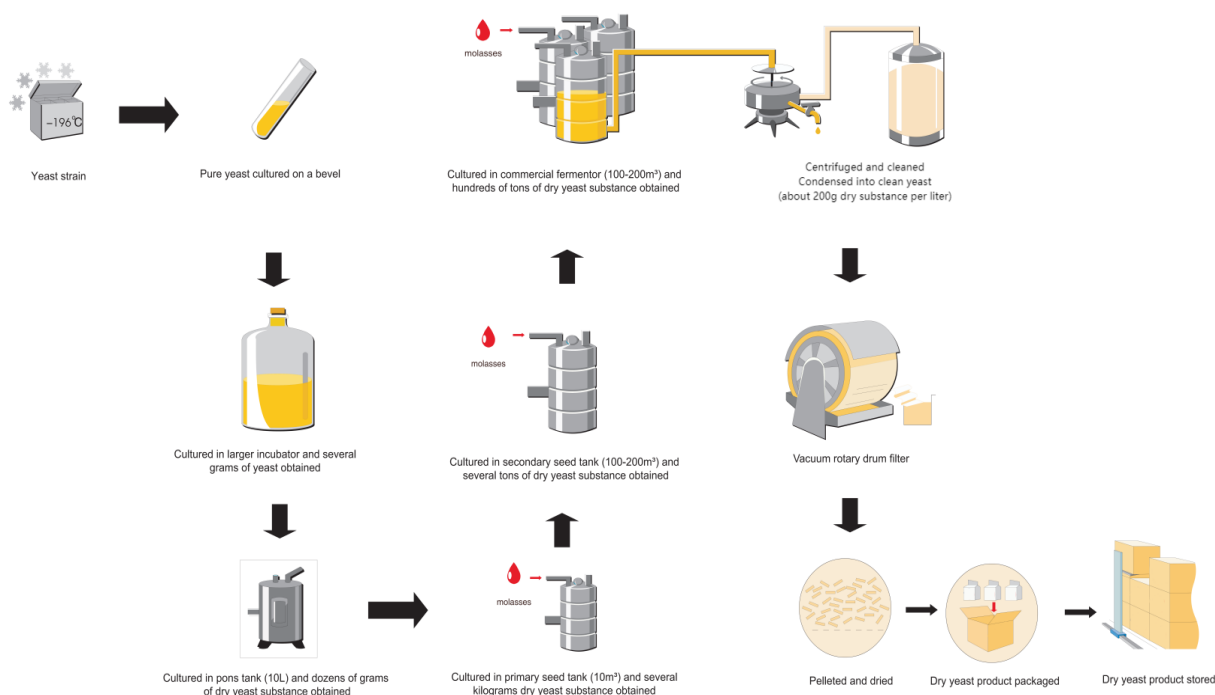 −196℃
Yeast strain
Pure yeast cultured on a bevel
Cultured in larger incubator and several
grams of yeast obtained
Cultured in pons tank (10L) and dozens of grams
of dry yeast substance obtained
molasses
Cultured in primary seed tank (10m³) and several
kilograms dry yeast substance obtained
molasses
Cultured in secondary seed tank (100-200m³) and
several tons of dry yeast substance obtained
molasses
Cultured in commercial fermentor (100-200m³) and
hundreds of tons of dry yeast substance obtained
Centrifuged and cleaned
Condensed into clean yeast
(about 200g dry substance per liter)
Vacuum rotary drum filter
Pelleted and dried
Dry yeast product packaged
Dry yeast product stored